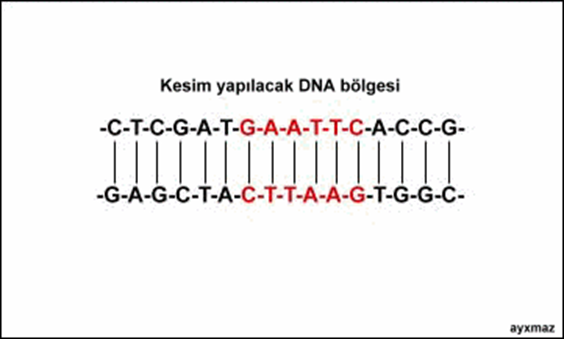 Kesim yapılacak DNA bölgesi
-C-T-C-G-A-T-G-A-A-T-T-C-A-C-C-G-
-G-A-G-C-T-A-C-T-T-A-A-G-T-G-G-C-
ayxmaz